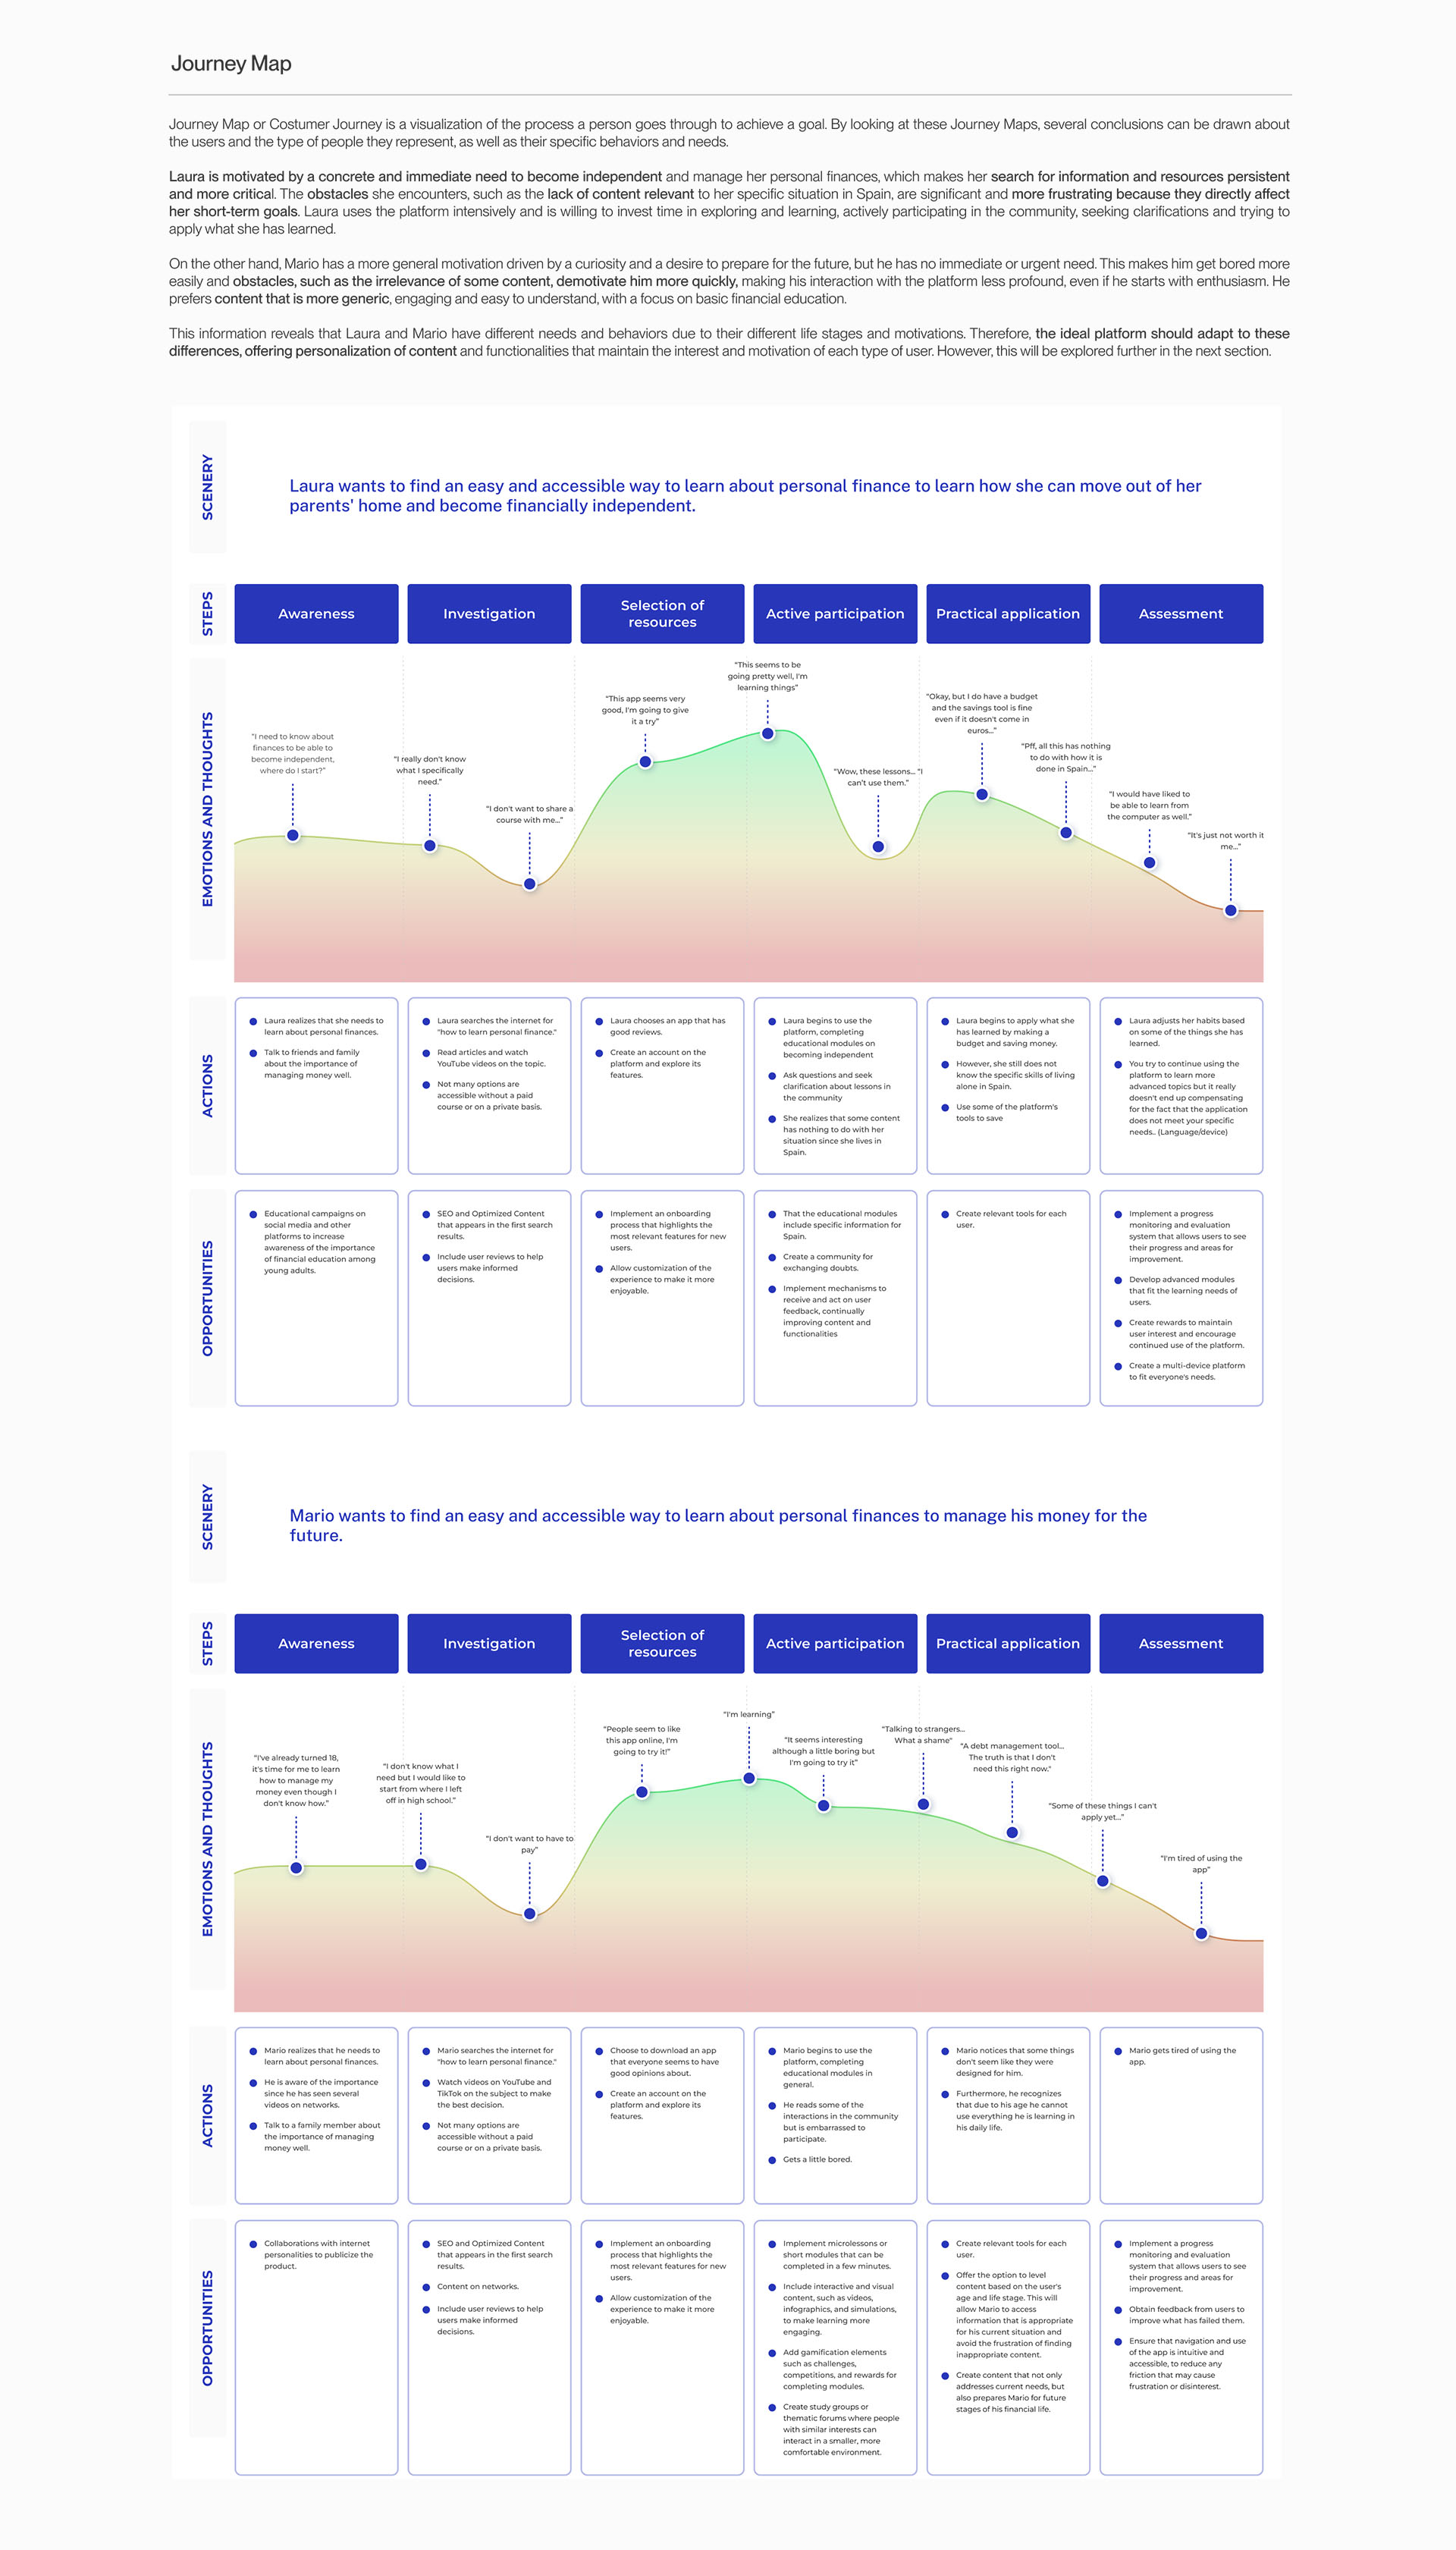 Journey Map
Journey Map or Costumer Journey is a visualization of the process a person goes through to achieve a goal. By looking at these Journey Maps, several conclusions can be drawn about
the users and the type of people they represent, as well as their specific behaviors and needs.
Laura is motivated by a concrete and immediate need to become independent and manage her personal finances, which makes her search for information and resources persistent
and more critical. The obstacles she encounters, such as the lack of content relevant to her specific situation in Spain, are significant and more frustrating because they directly affect
her short-term goals. Laura uses the platform intensively and is willing to invest time in exploring and learning, actively participating in the community, seeking clarifications and trying to
apply what she has learned.
On the other hand, Mario has a more general motivation driven by a curiosity and a desire to prepare for the future, but he has no immediate or urgent need. This makes him get bored more
easily and obstacles, such as the irrelevance of some content, demotivate him more quickly, making his interaction with the platform less profound, even if he starts with enthusiasm. He
prefers content that is more generic, engaging and easy to understand, with a focus on basic financial education.
This information reveals that Laura and Mario have different needs and behaviors due to their different life stages and motivations. Therefore, the ideal platform should adapt to these
differences, offering personalization of content and functionalities that maintain the interest and motivation of each type of user. However, this will be explored further in the next section.
SCENERY
Laura wants to find an easy and accessible way to learn about personal finance to learn how she can move out of her
parents' home and become financially independent.
STEPS
Awareness
Investigation
Selection of
resources
Active participation
Practical application
Assessment
EMOTIONS AND THOUGHTS
"I need to know about
finances to be able to
become independent,
where do I start?"
"I really don't know
what I specifically
need."
"I don't want to share a
course with me..."
"This app seems very
good, I'm going to give
it a try"
"This seems to be
going pretty well, I'm
learning things"
"Wow, these lessons... "I
can't use them."
"Okay, but I do have a budget
and the savings tool is fine
even if it doesn't come in
euros..."
"Pff, all this has nothing
to do with how it is
done in Spain..."
"I would have liked to
be able to learn from
the computer as well."
"It's just not worth it
me..."
ACTIONS
Laura realizes that she needs to
learn about personal finances.
Talk to friends and family
about the importance of
managing money well.
Laura searches the internet for
"how to learn personal finance."
Read articles and watch
YouTube videos on the topic.
Not many options are
accessible without a paid
course or on a private basis.
Laura chooses an app that has
good reviews.
Create an account on the
platform and explore its
features.
Laura begins to use the
platform, completing
educational modules on
becoming independent
Ask questions and seek
clarification about lessons in
the community
She realizes that some content
has nothing to do with her
situation since she lives in
Spain.
Laura begins to apply what she
has learned by making a
budget and saving money.
However, she still does not
know the specific skills of living
alone in Spain.
Use some of the platform's
tools to save
Laura adjusts her habits based
on some of the things she has
learned.
You try to continue using the
platform to learn more
advanced topics but it really
doesn't end up compensating
for the fact that the application
does not meet your specific
needs.. (Language/device)
OPPORTUNITIES
Educational campaigns on
social media and other
platforms to increase
awareness of the importance
of financial education among
young adults.
SEO and Optimized Content
that appears in the first search
results.
Include user reviews to help
users make informed
decisions.
Implement an onboarding
process that highlights the
most relevant features for new
users.
Allow customization of the
experience to make it more
enjoyable.
That the educational modules
include specific information for
Spain.
Create a community for
exchanging doubts.
Implement mechanisms to
receive and act on user
feedback, continually
improving content and
functionalities
Create relevant tools for each
user.
Implement a progress
monitoring and evaluation
system that allows users to see
their progress and areas for
improvement.
Develop advanced modules
that fit the learning needs of
users.
Create rewards to maintain
user interest and encourage
continued use of the platform.
Create a multi-device platform
to fit everyone's needs.
SCENERY
Mario wants to find an easy and accessible way to learn about personal finances to manage his money for the
future.
STEPS
Awareness
Investigation
Selection of
resources
Active participation
Practical application
Assessment
EMOTIONS AND THOUGHTS
"I've already turned 18,
it's time for me to learn
how to manage my
money even though I
don't know how."
"I don't know what I
need but I would like to
start from where I left
off in high school."
"I don't want to have to
pay"
"People seem to like
this app online, I'm
going to try it!"
"I'm learning"
"It seems interesting
although a little boring but
I'm going to try it"
"Talking to strangers...
What a shame"
"A debt management tool...
The truth is that I don't
need this right now."
"Some of these things I can't
apply yet..."
"I'm tired of using the
app"
ACTIONS
Mario realizes that he needs to
learn about personal finances.
He is aware of the importance
since he has seen several
videos on networks.
Talk to a family member about
the importance of managing
money well.
Mario searches the internet for
"how to learn personal finance."
Watch videos on YouTube and
TikTok on the subject to make
the best decision.
Not many options are
accessible without a paid
course or on a private basis.
Choose to download an app
that everyone seems to have
good opinions about.
Create an account on the
platform and explore its
features.
Mario begins to use the
platform, completing
educational modules in
general.
He reads some of the
interactions in the community
but is embarrassed to
participate.
Gets a little bored.
Mario notices that some things
don't seem like they were
designed for him.
Furthermore, he recognizes
that due to his age he cannot
use everything he is learning in
his daily life.
Mario gets tired of using the
app.
OPPORTUNITIES
Collaborations with internet
personalities to publicize the
product.
SEO and Optimized Content
that appears in the first search
results.
Content on networks.
Include user reviews to help
users make informed
decisions.
Implement an onboarding
process that highlights the
most relevant features for new
users.
Allow customization of the
experience to make it more
enjoyable.
Implement microlessons or
short modules that can be
completed in a few minutes.
Include interactive and visual
content, such as videos,
infographics, and simulations,
to make learning more
engaging.
Add gamification elements
such as challenges,
competitions, and rewards for
completing modules.
Create study groups or
thematic forums where people
with similar interests can
interact in a smaller, more
comfortable environment.
Create relevant tools for each
user.
Offer the option to level
content based on the user's
age and life stage. This will
allow Mario to access
information that is appropriate
for his current situation and
avoid the frustration of finding
inappropriate content.
Create content that not only
addresses current needs, but
also prepares Mario for future
stages of his financial life.
Implement a progress
monitoring and evaluation
system that allows users to see
their progress and areas for
improvement.
Obtain feedback from users to
improve what has failed them.
Ensure that navigation and use
of the app is intuitive and
accessible, to reduce any
friction that may cause
frustration or disinterest.